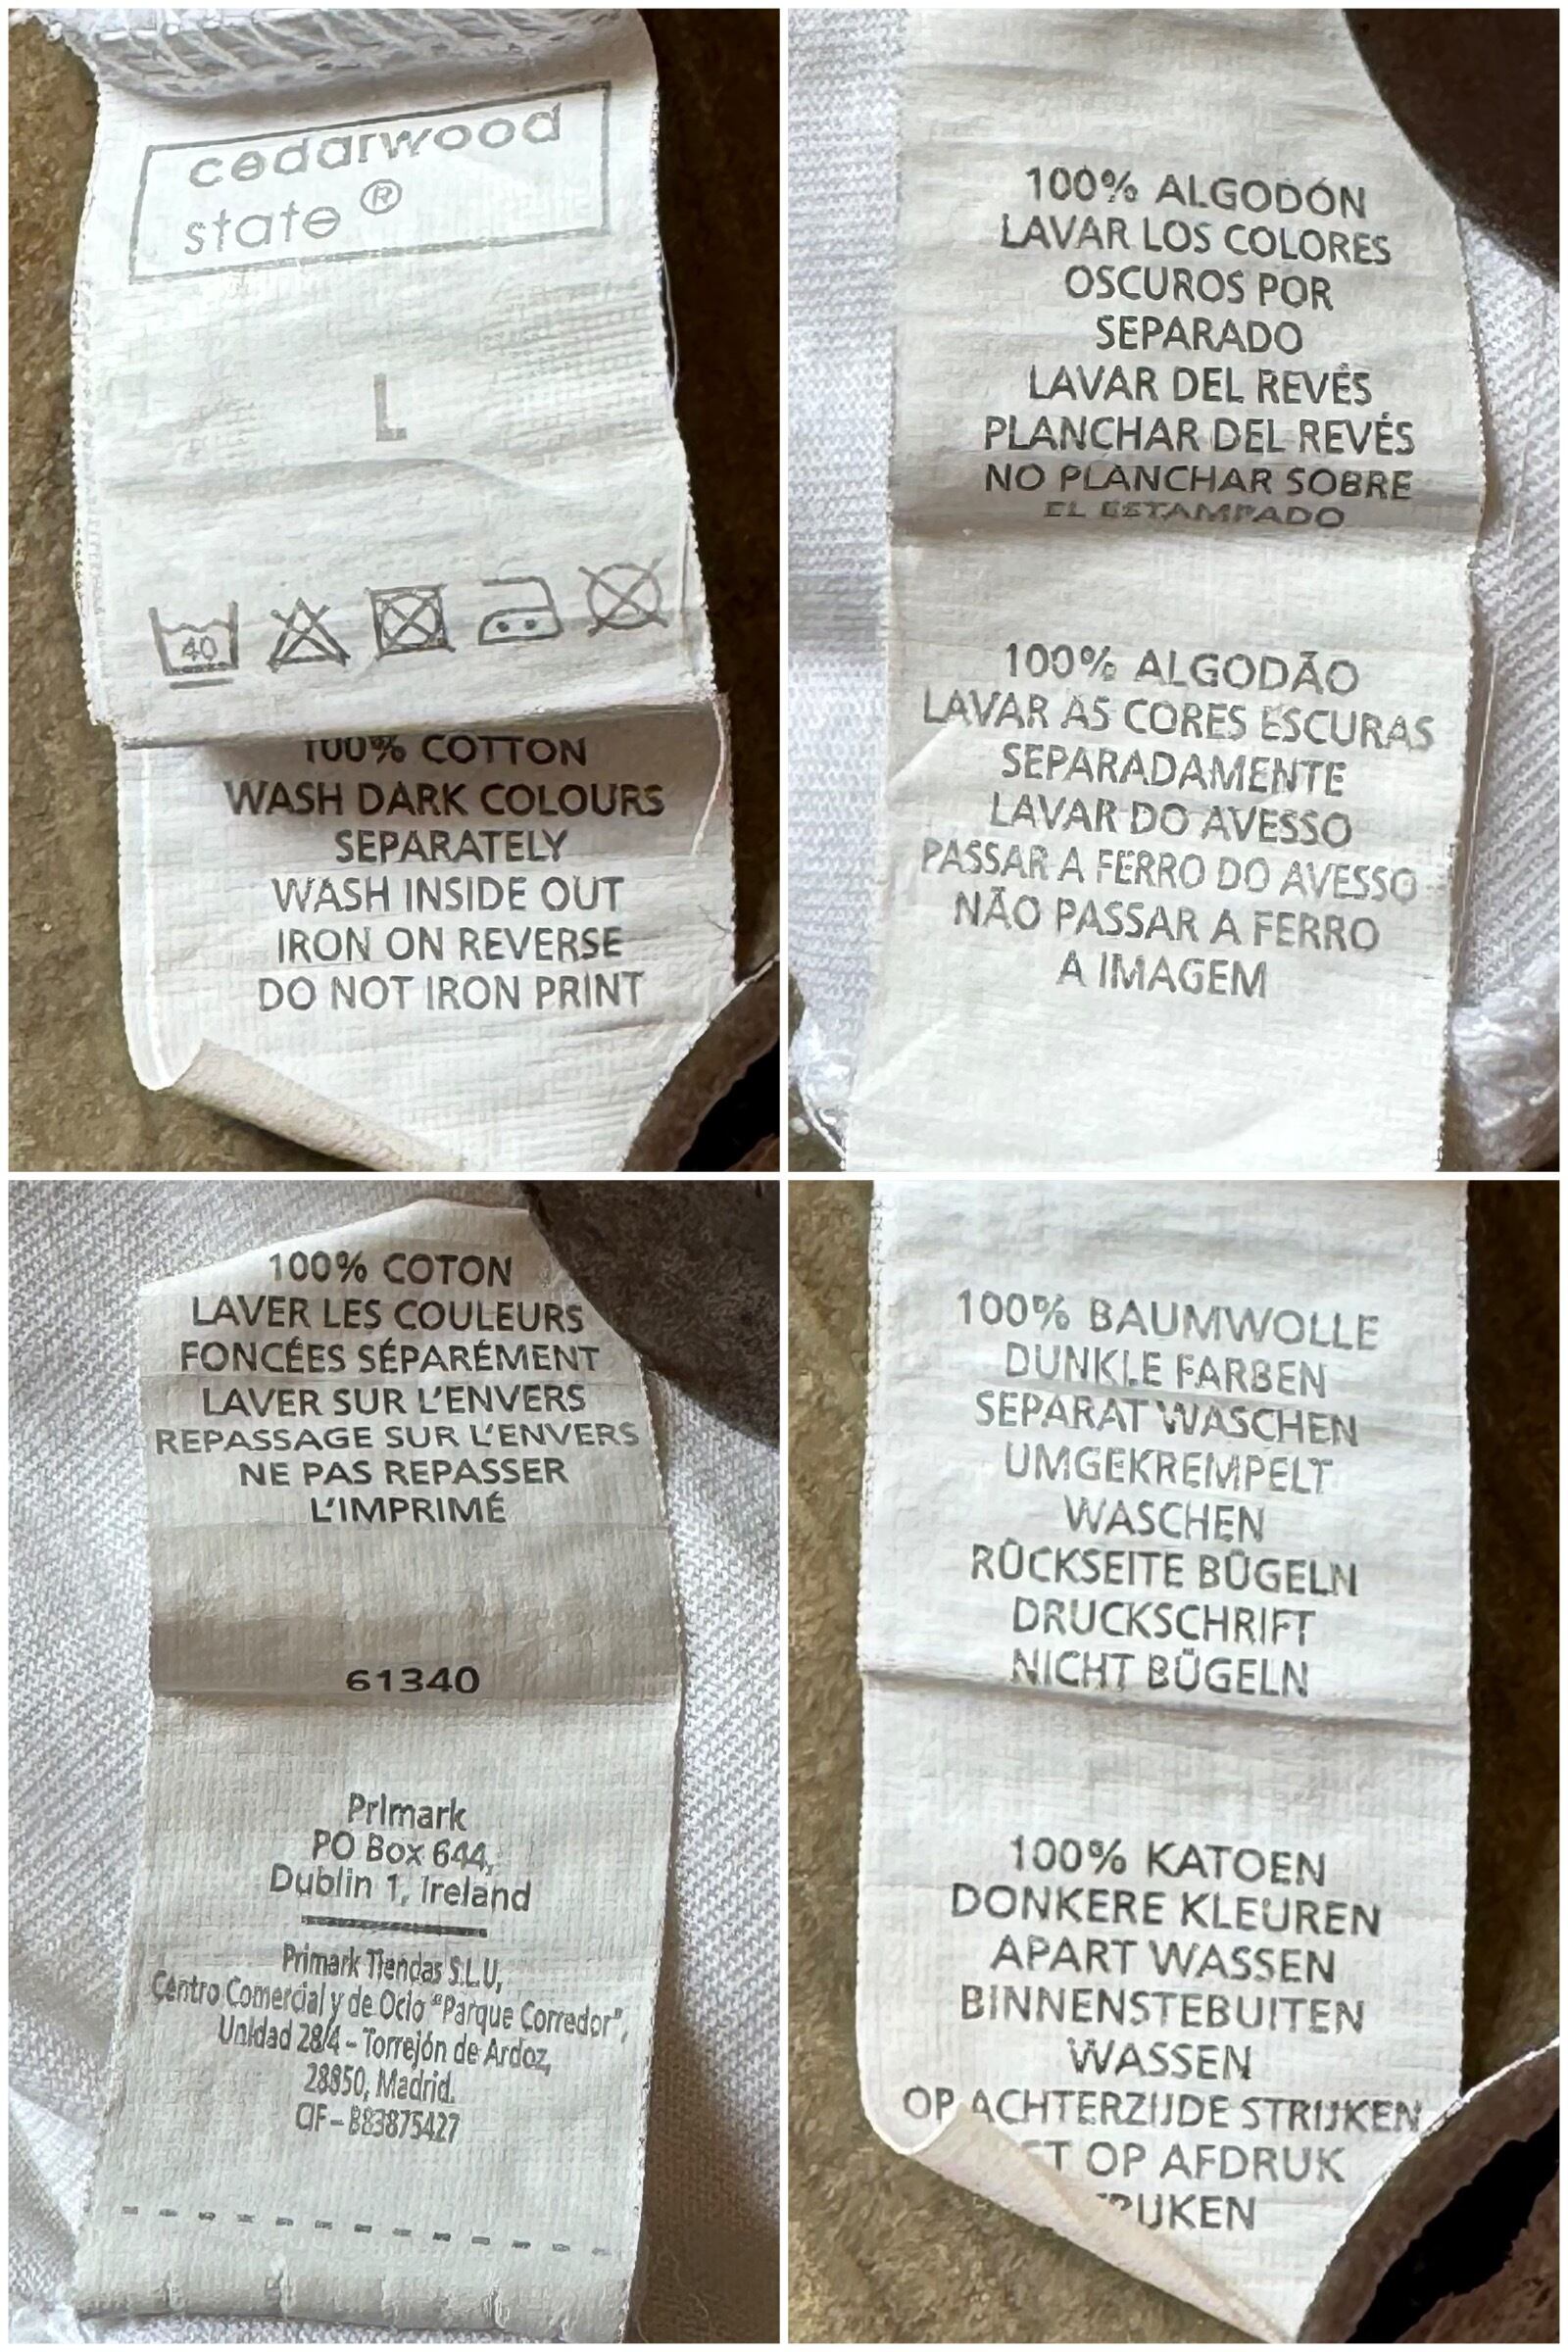 cedarwood
state ®
L
40
100% COTTON
WASH DARK COLOURS
SEPARATELY
WASH INSIDE OUT
IRON ON REVERSE
DO NOT IRON PRINT
100% ALGODÓN
LAVAR LOS COLORES
OSCUROS POR
SEPARADO
LAVAR DEL REVÉS
PLANCHAR DEL REVÉS
NO PLANCHAR SOBRE
EL ESTAMPADO
100% ALGODÃO
LAVAR AS CORES ESCURAS
SEPARADAMENTE
LAVAR DO AVESSO
PASSAR A FERRO DO AVESSO
NÃO PASSAR A FERRO
A IMAGEM
100% COTON
LAVER LES COULEURS
FONCÉES SÉPARÉMENT
LAVER SUR L'ENVERS
REPASSAGE SUR L'ENVERS
NE PAS REPASSER
L'IMPRIMÉ
61340
Primark
PO Box 644,
Dublin 1, Ireland
Primark Tiendas S.L.U,
Centro Comercial y de Ocio "Parque Corredor",
Unidad 28/4 – Torrejón de Ardoz,
28850, Madrid.
CIF – B83875427
100% BAUMWOLLE
DUNKLE FARBEN
SEPARAT WASCHEN
UMGEKREMPELT
WASCHEN
RÜCKSEITE BÜGELN
DRUCKSCHRIFT
NICHT BÜGELN
100% KATOEN
DONKERE KLEUREN
APART WASSEN
BINNENSTEBUITEN
WASSEN
OP ACHTERZIJDE STRIJKEN
OP AFDRUK